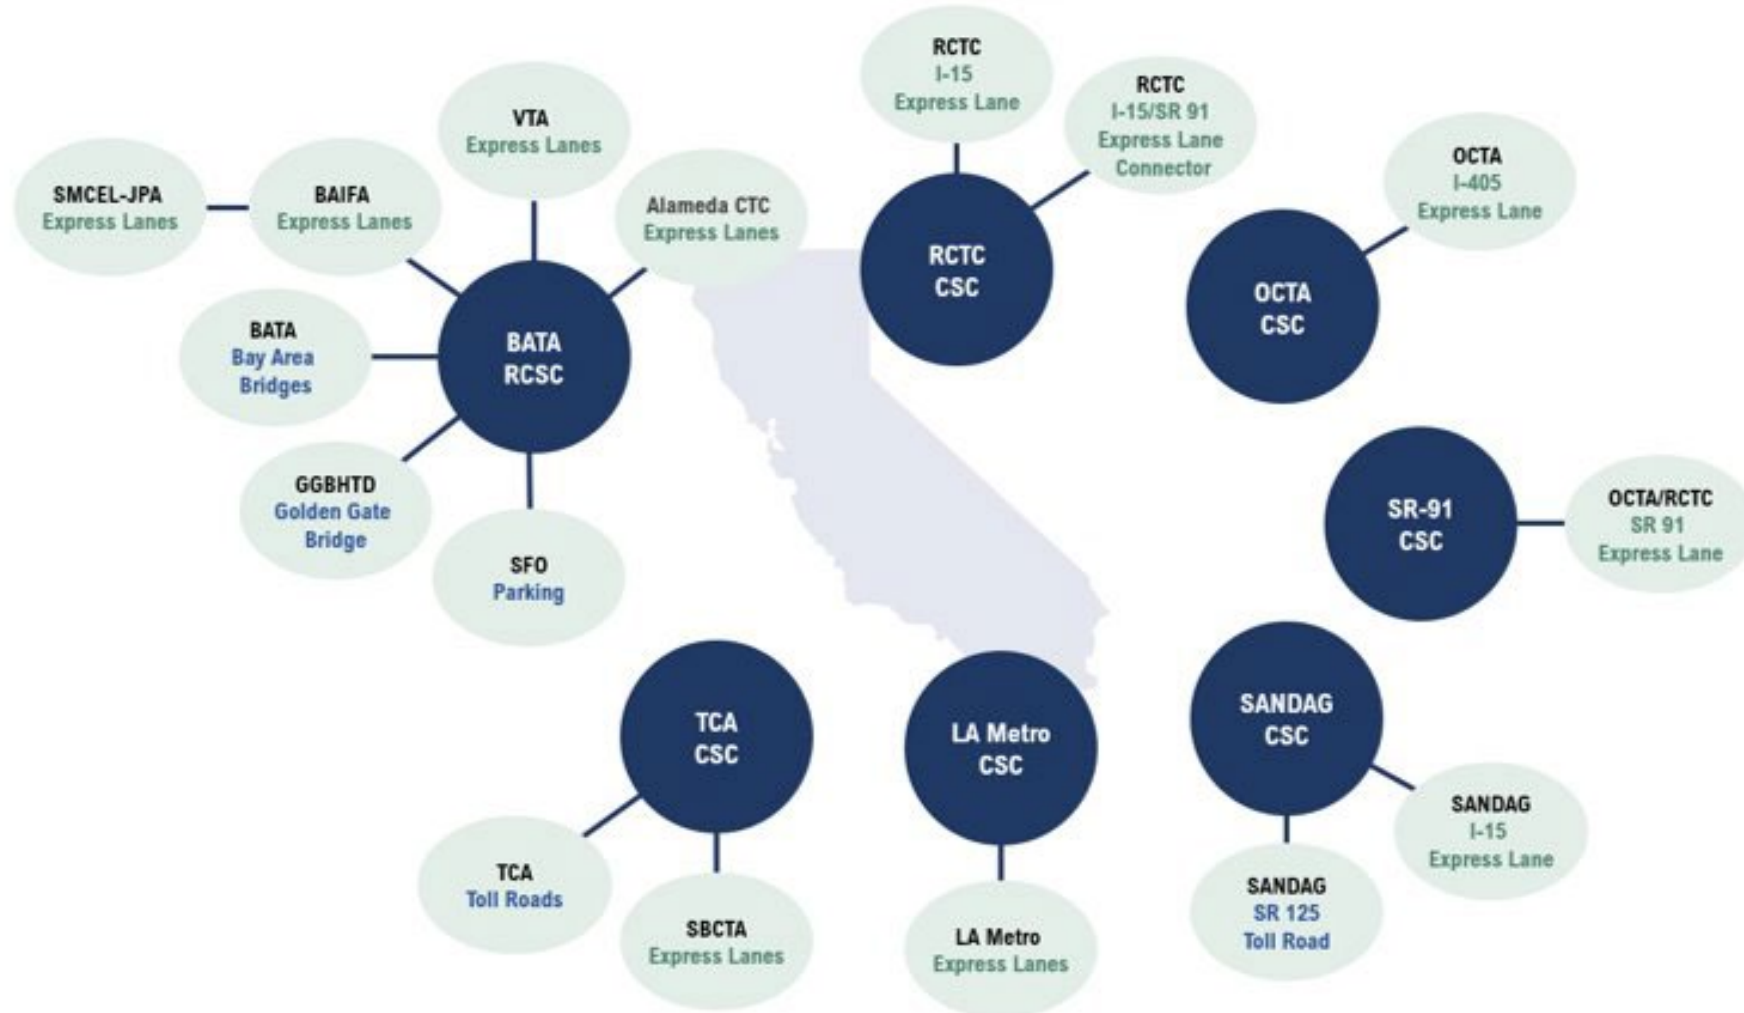 RCTC
I-15
Express Lane
RCTC
I-15/SR 91
Express Lane
Connector
VTA
Express Lanes
OCTA
I-405
Express Lane
SMCEL-JPA
Express Lanes
BAIFA
Express Lanes
Alameda CTC
Express Lanes
RCTC
CSC
OCTA
CSC
BATA
Bay Area
Bridges
BATA
RCSC
GGBHTD
Golden Gate
Bridge
SFO
Parking
SR-91
CSC
OCTA/RCTC
SR 91
Express Lane
TCA
CSC
LA Metro
CSC
SANDAG
CSC
SANDAG
I-15
Express Lane
TCA
Toll Roads
SBCTA
Express Lanes
LA Metro
Express Lanes
SANDAG
SR 125
Toll Road